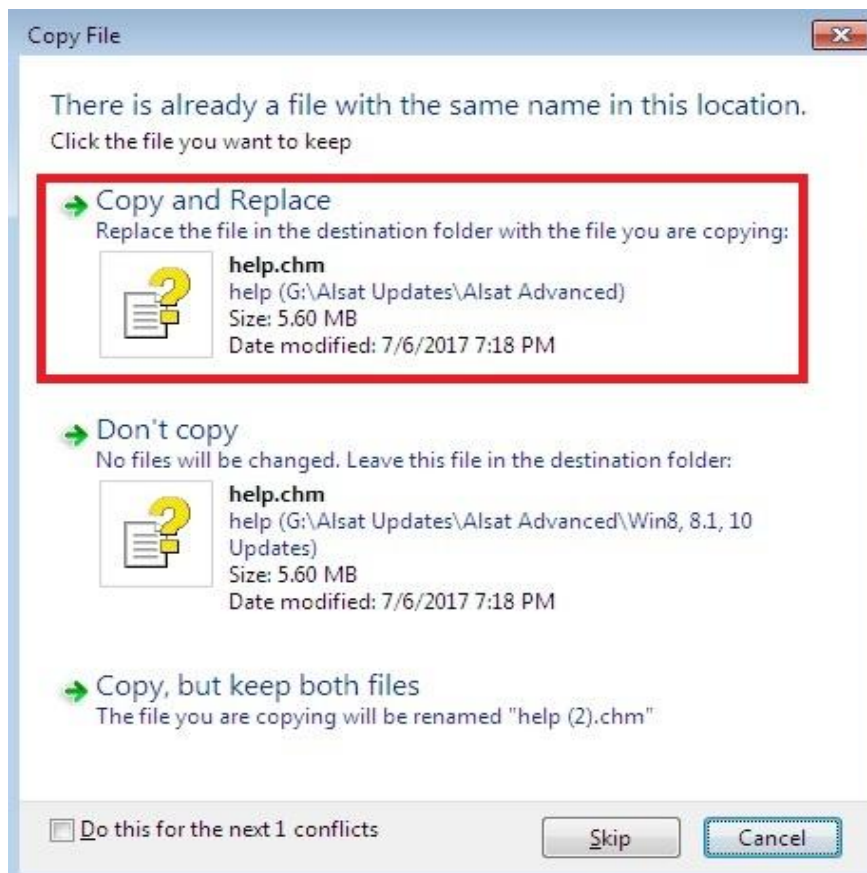 Copy File
There is already a file with the same name in this location.
Click the file you want to keep
Copy and Replace
Replace the file in the destination folder with the file you are copying:
help.chm
help (G:\Alsat Updates\Alsat Advanced)
Size: 5.60 MB
Date modified: 7/6/2017 7:18 PM
Don't copy
No files will be changed. Leave this file in the destination folder:
help.chm
help (G:\Alsat Updates\Alsat Advanced\Win8, 8.1, 10
Updates)
Size: 5.60 MB
Date modified: 7/6/2017 7:18 PM
Copy, but keep both files
The file you are copying will be renamed "help (2).chm"
Do this for the next 1 conflicts
Skip
Cancel